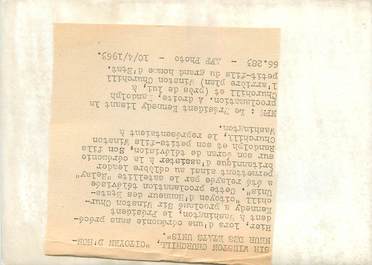 SIR WINSTON CHURCHILL "CITOYEN D'HON-
NEUR DES ETATS UNIS"
Hier, lors d'une cérémonie sans précé-
dent à Washington, le Président
Kennedy a proclamé Sir Winston Chur-
chill "Citoyen d'Honneur des Etats-
Unis". Cette proclamation télévisée
a été relayée par le satellite "Relay"
permettant ainsi au célèbre leader
britannique d'assister à la cérémonie
sur son écran de télévision. Son fils
Randolph et son petit-fils Winston
Churchill, le représentaient à
Washington.
NPM : Le Président Kennedy lisant la
proclamation. A droite, Randolph
Churchill et (près de lui, à
l'arrière plan) Winston Churchill
petit-fils du grand homme d'Etat.
66.283 - AFP Photo - 10/4/1963.